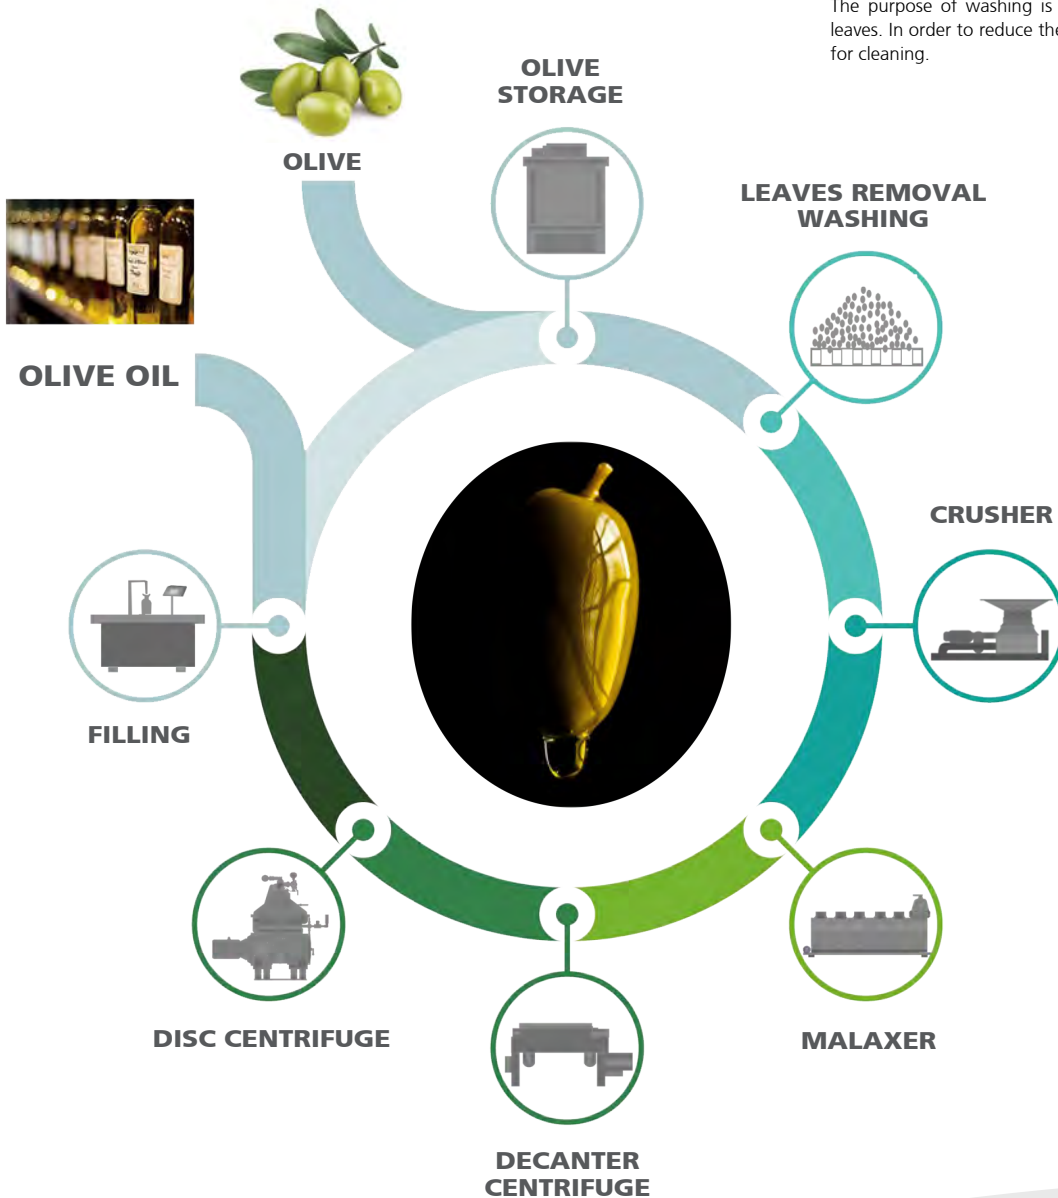 The purpose of washing is
leaves. In order to reduce the
for cleaning.
OLIVE
STORAGE
OLIVE
LEAVES REMOVAL
WASHING
OLIVE OIL
CRUSHER
FILLING
DISC CENTRIFUGE
MALAXER
DECANTER
CENTRIFUGE